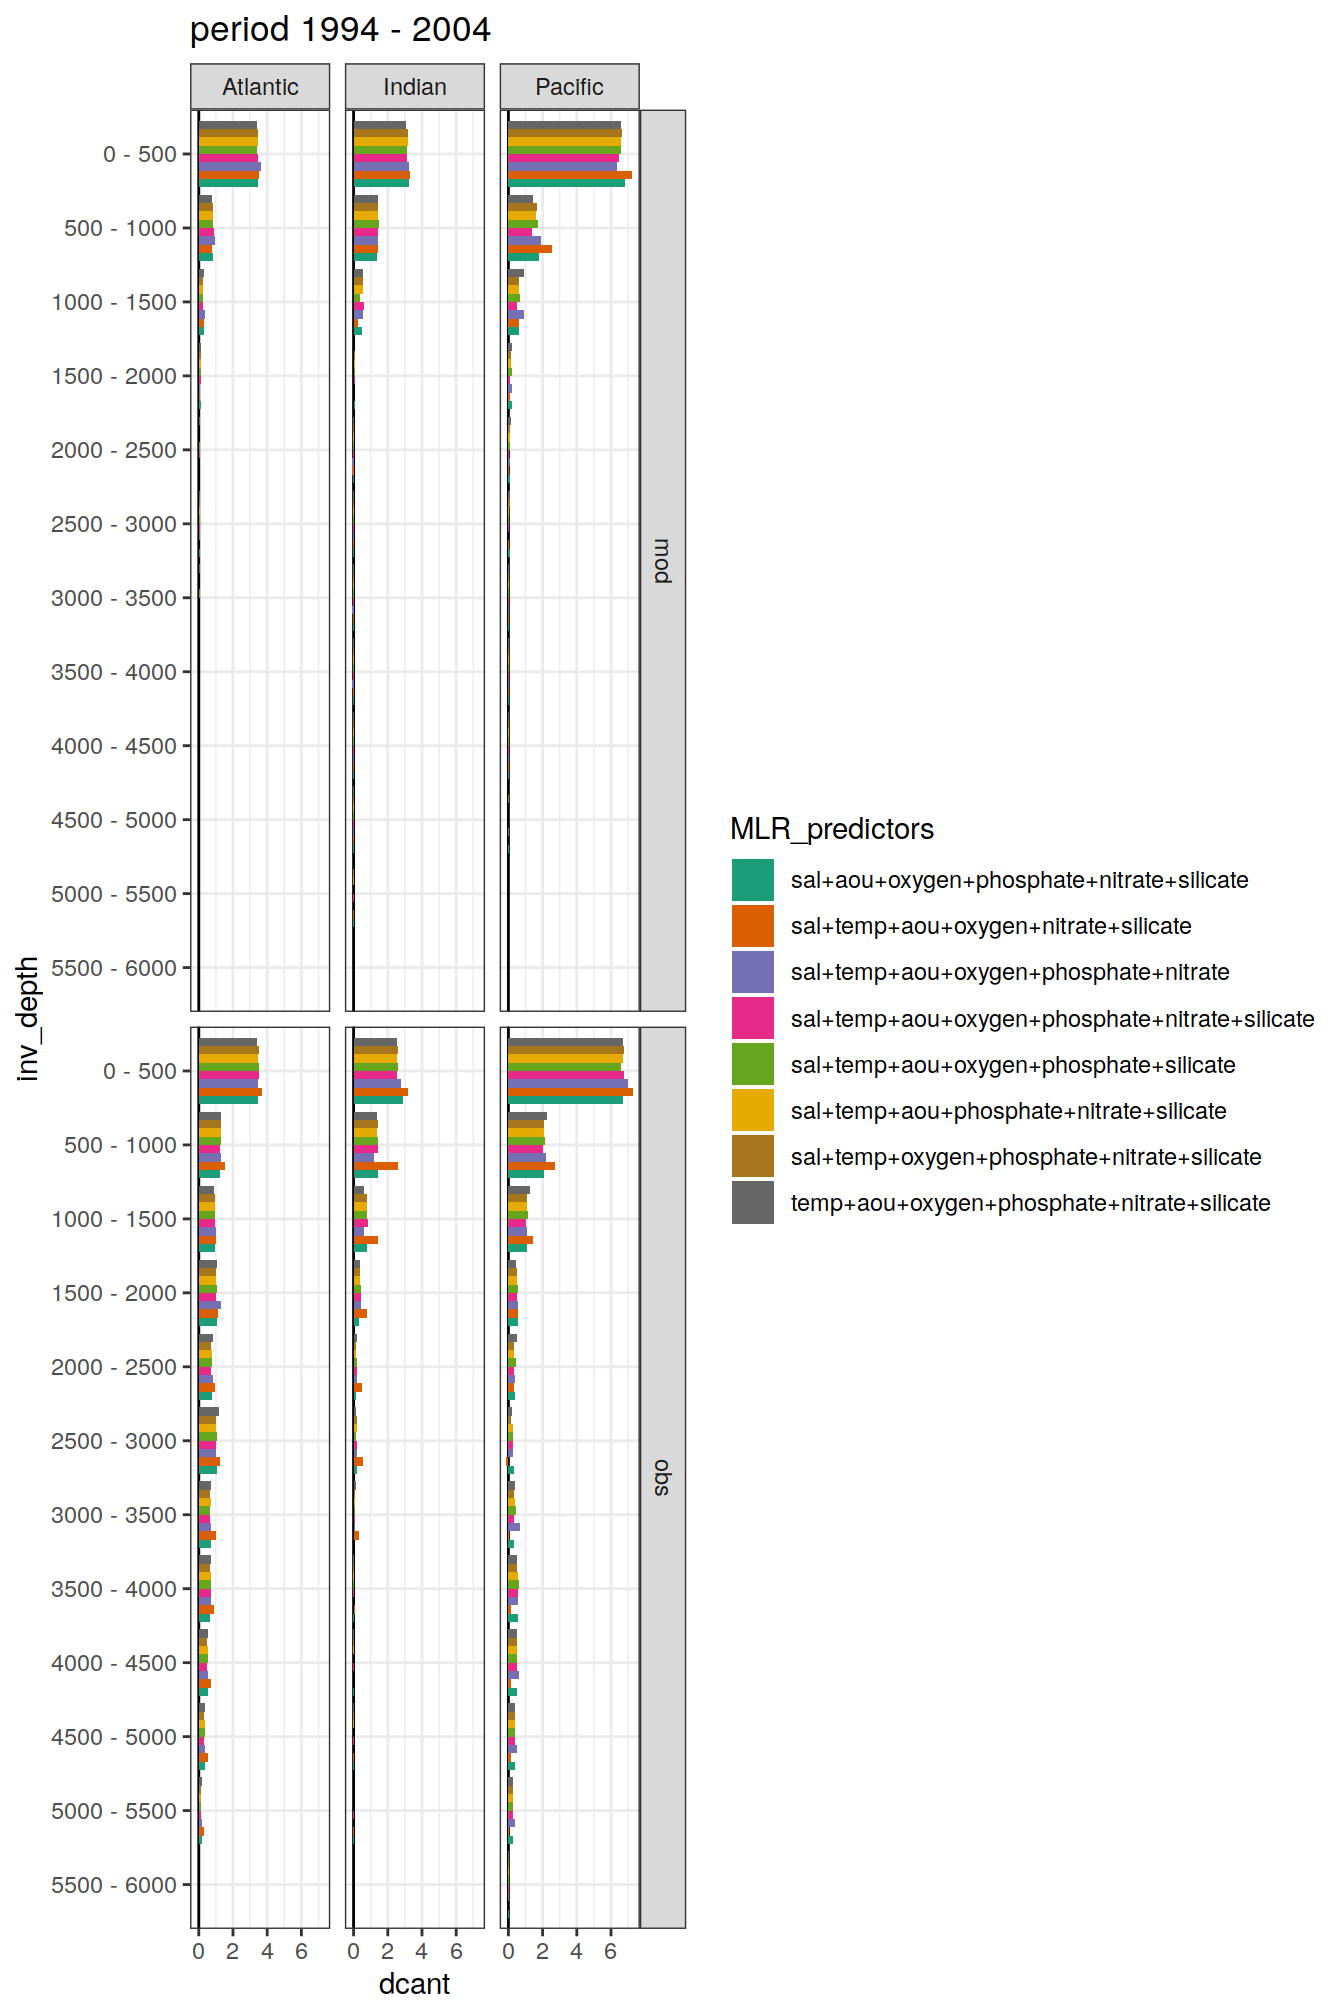 period 1994 - 2004
Atlantic
Indian
Pacific
0 - 500
500 - 1000
1000 - 1500
1500 - 2000
2000 - 2500
2500 - 3000
3000 - 3500
3500 - 4000
4000 - 4500
4500 - 5000
5000 - 5500
5500 - 6000
mod
0 - 500
500 - 1000
1000 - 1500
1500 - 2000
2000 - 2500
2500 - 3000
3000 - 3500
3500 - 4000
4000 - 4500
4500 - 5000
5000 - 5500
5500 - 6000
obs
inv_depth
0 2 4 6
0 2 4 6
0 2 4 6
dcant
MLR_predictors
sal+aou+oxygen+phosphate+nitrate+silicate
sal+temp+aou+oxygen+nitrate+silicate
sal+temp+aou+oxygen+phosphate+nitrate
sal+temp+aou+oxygen+phosphate+nitrate+silicate
sal+temp+aou+oxygen+phosphate+silicate
sal+temp+aou+phosphate+nitrate+silicate
sal+temp+oxygen+phosphate+nitrate+silicate
temp+aou+oxygen+phosphate+nitrate+silicate